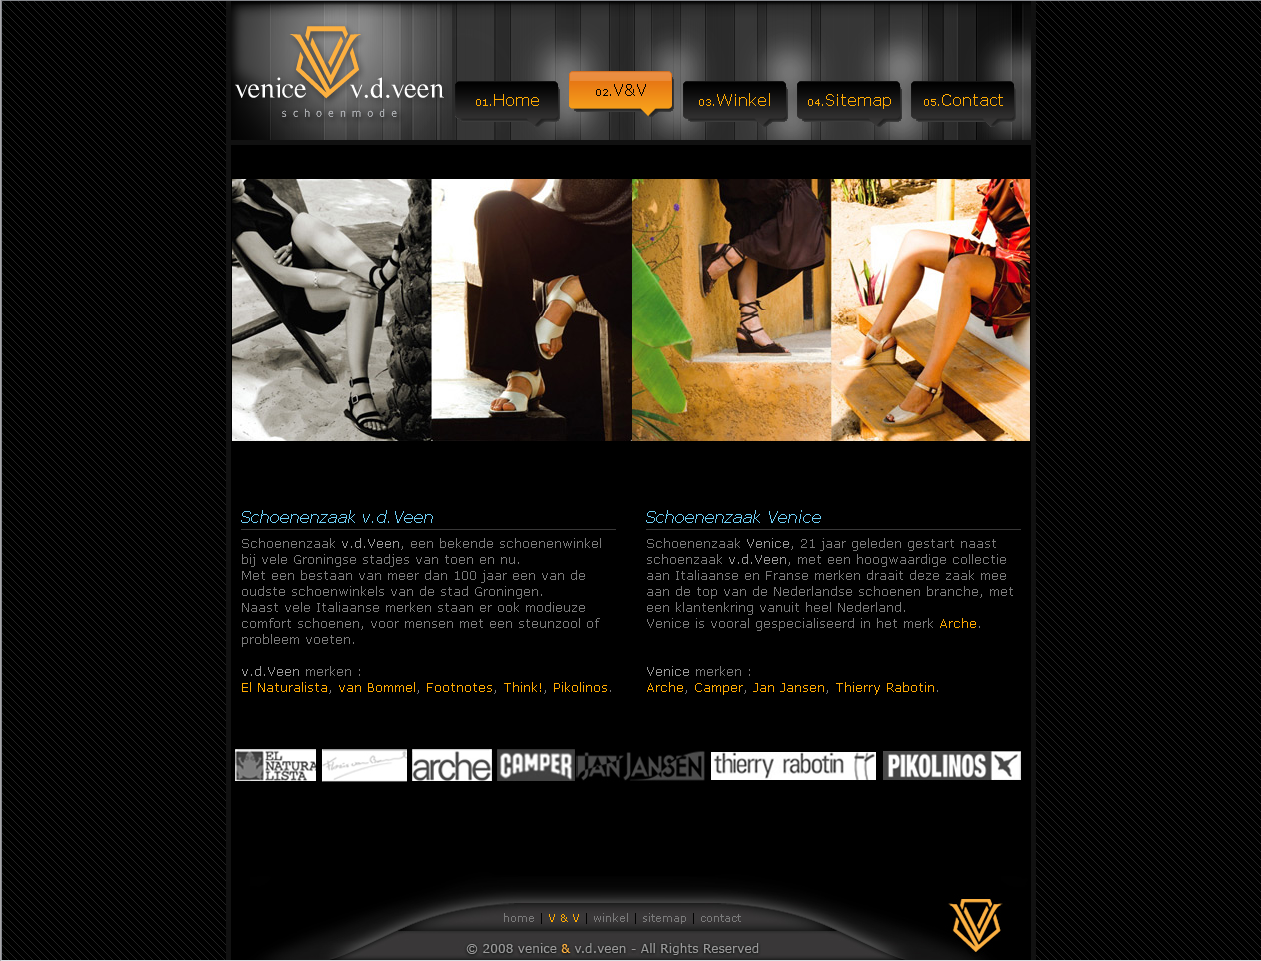 venice v.d.veen
schoenmode
01.Home
02.V&V
03.Winkel
04.Sitemap
05.Contact
Schoenenzaak v.d.Veen
Schoenenzaak v.d.Veen, een bekende schoenenwinkel
bij vele Groningse stadjes van toen en nu.
Met een bestaan van meer dan 100 jaar een van de
oudste schoenwinkels van de stad Groningen.
Naast vele Italiaanse merken staan er ook modieuze
comfort schoenen, voor mensen met een steunzool of
probleem voeten.
v.d.Veen merken :
El Naturalista, van Bommel, Footnotes, Think!, Pikolinos.
Schoenenzaak Venice
Schoenenzaak Venice, 21 jaar geleden gestart naast
schoenzaak v.d.Veen, met een hoogwaardige collectie
aan Italiaanse en Franse merken draait deze zaak mee
aan de top van de Nederlandse schoenen branche, met
een klantenkring vanuit heel Nederland.
Venice is vooral gespecialiseerd in het merk Arche.
Venice merken :
Arche, Camper, Jan Jansen, Thierry Rabotin.
EL
NATURA
LISTA
arche
CAMPER
JAN JANSEN
thierry rabotin
PIKOLINOS
home | V & V | winkel | sitemap | contact
© 2008 venice & v.d.veen - All Rights Reserved